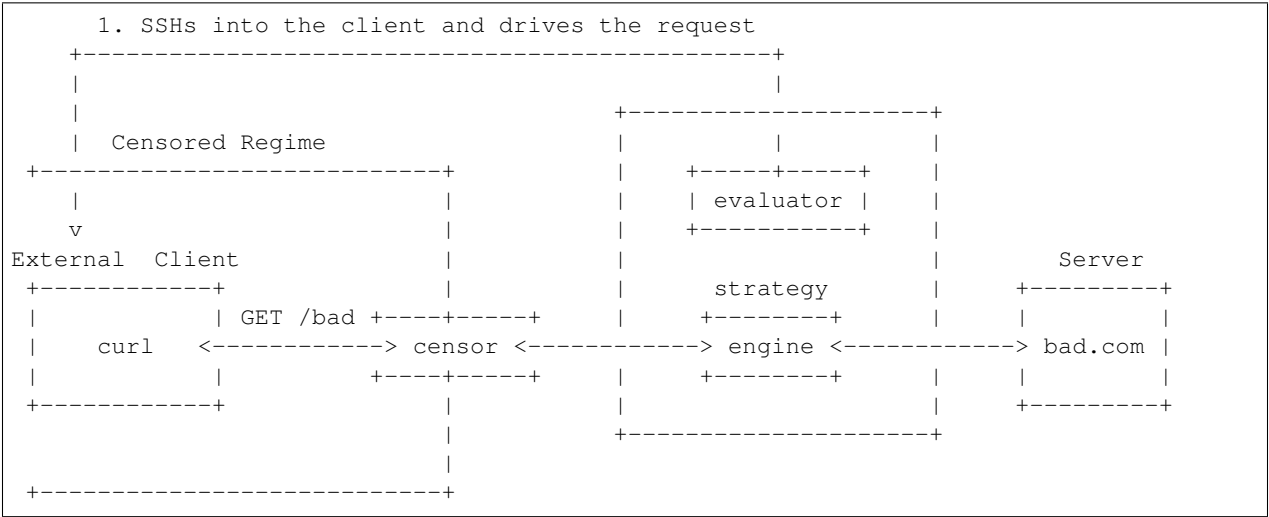 1. SSHs into the client and drives the request
Censored Regime
evaluator
v
External Client
Server
strategy
GET /bad
curl <------------> censor <------------> engine <------------> bad.com